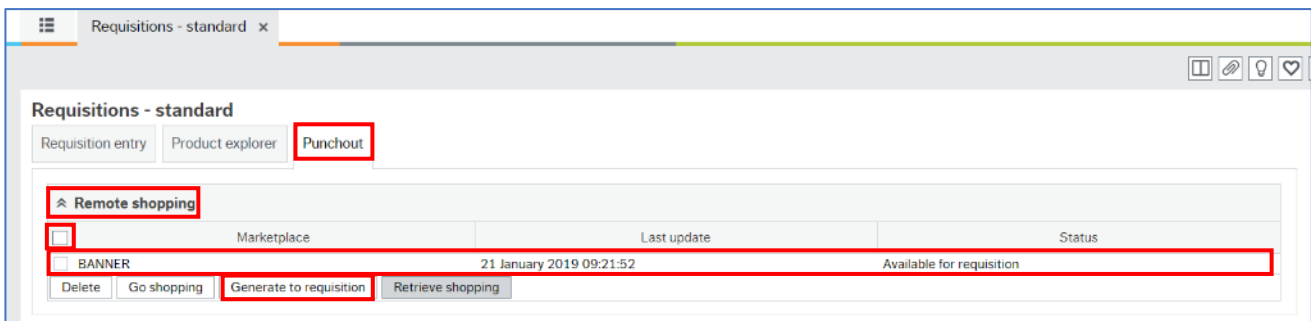 Requisitions - standard ×
Requisitions - standard
Requisition entry Product explorer Punchout
Remote shopping
Marketplace Last update Status
BANNER 21 January 2019 09:21:52 Available for requisition
Delete Go shopping Generate to requisition Retrieve shopping